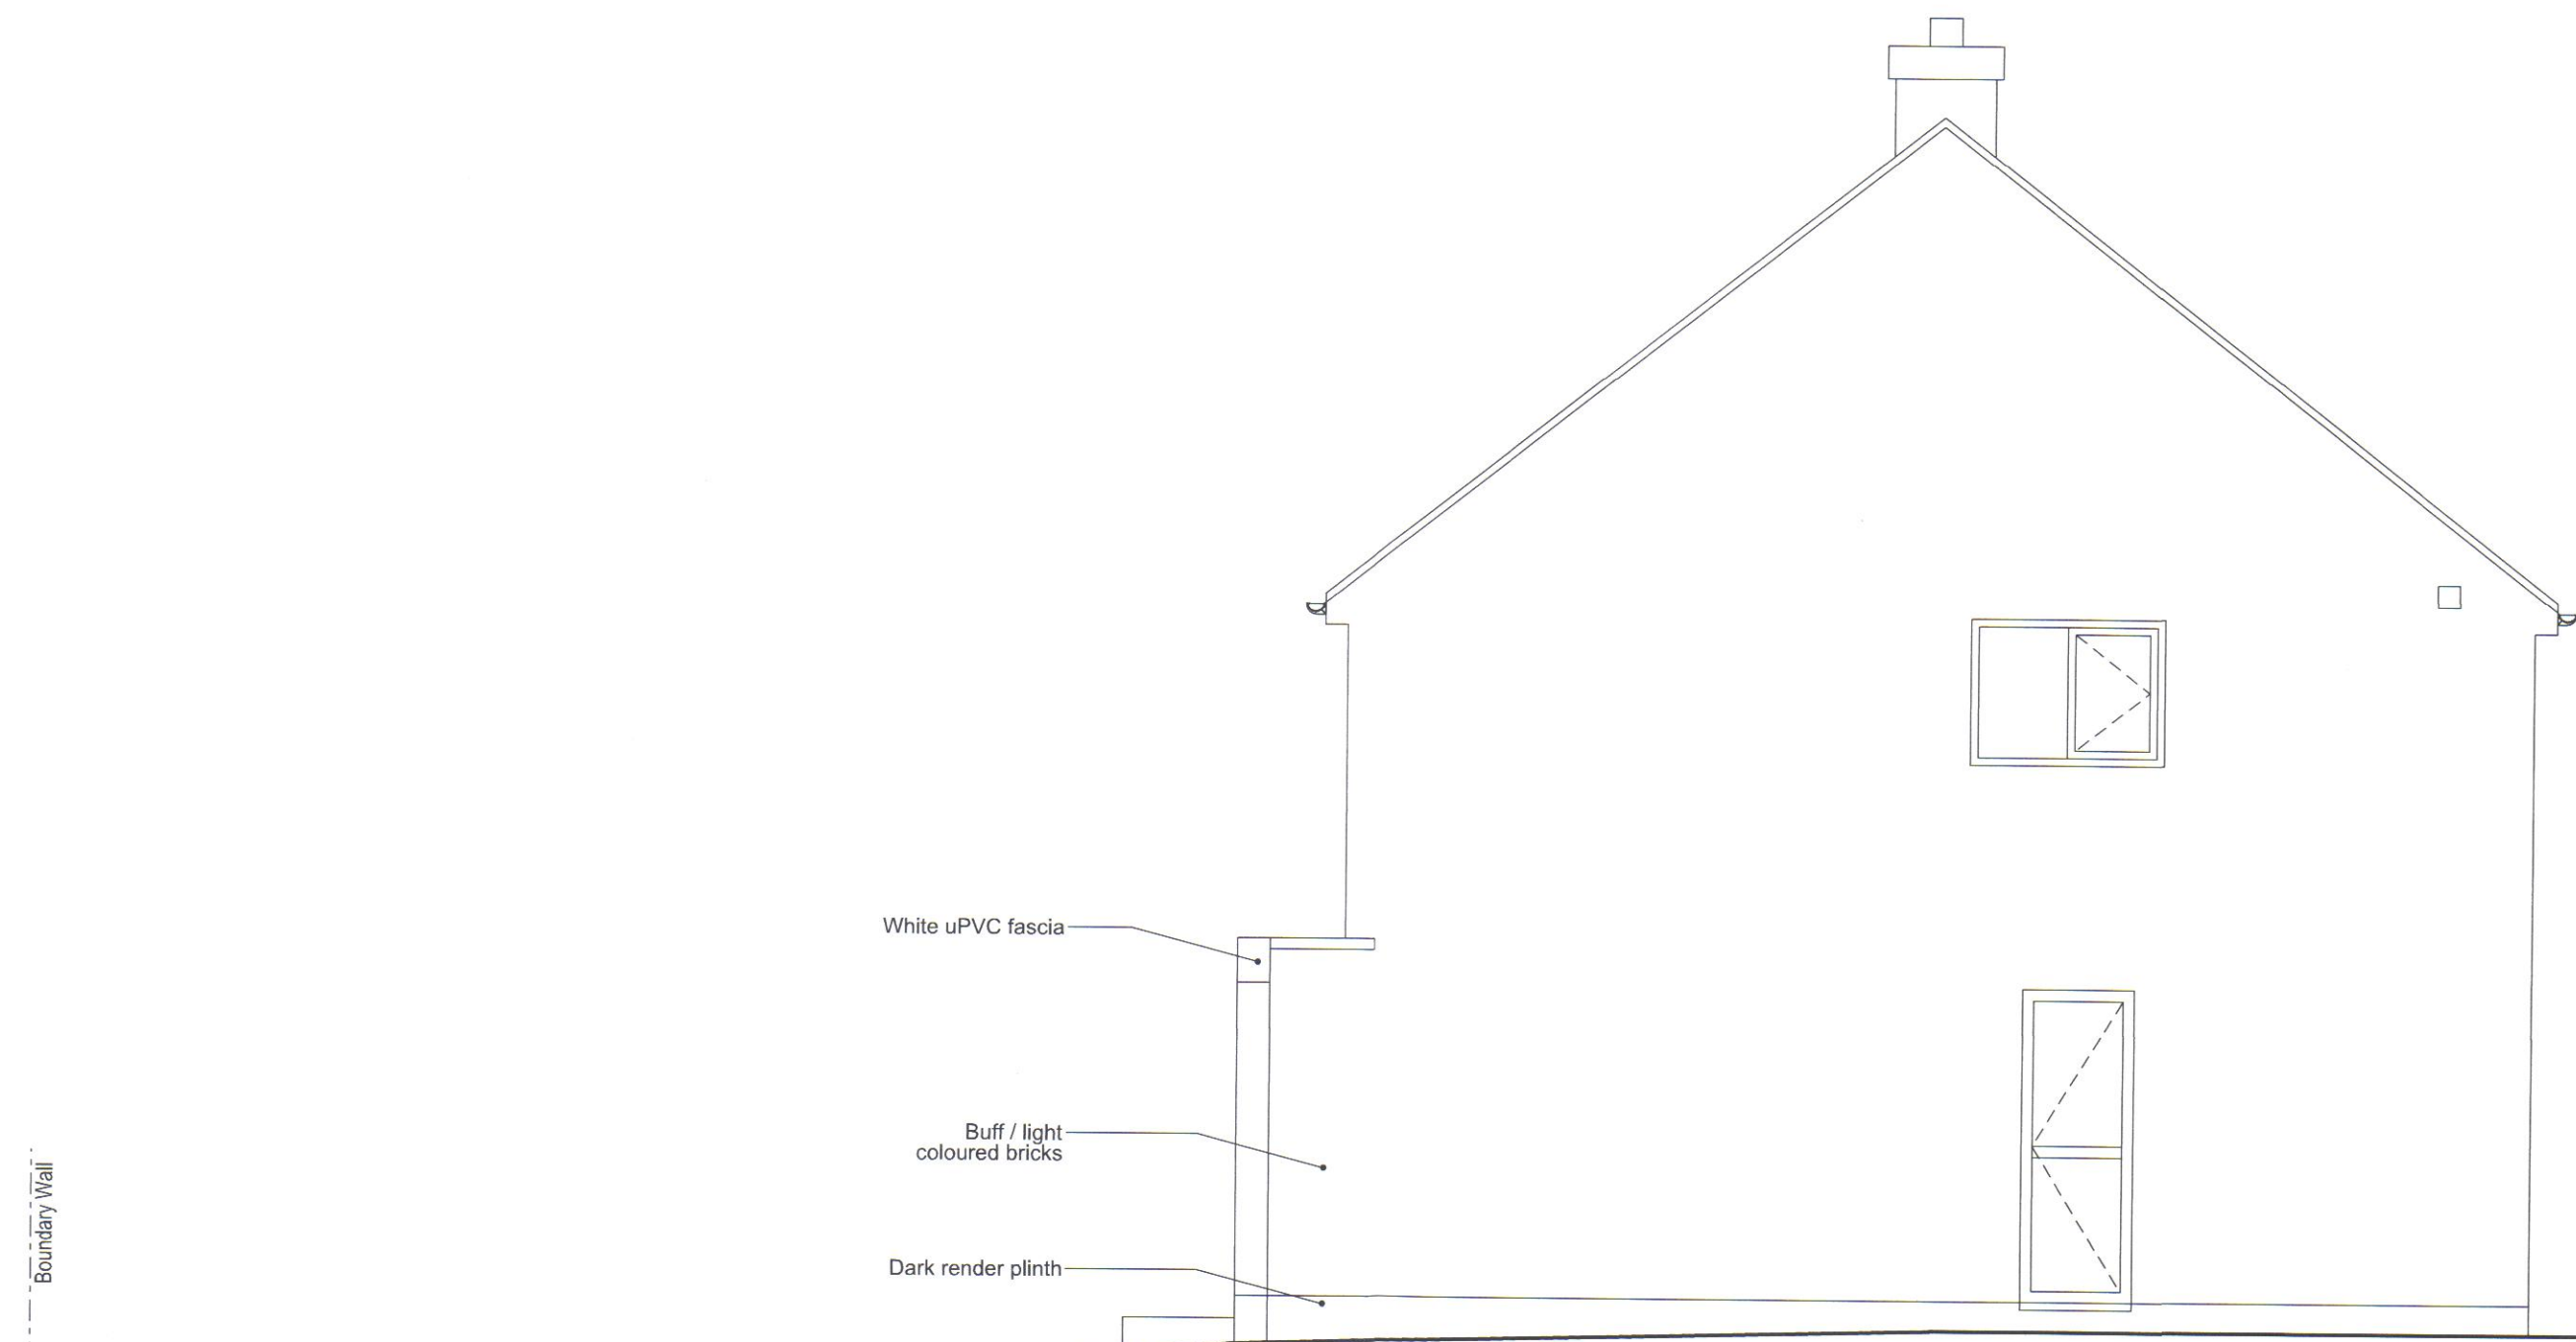 White uPVC fascia
Buff / light
coloured bricks
Dark render plinth
Boundary Wall